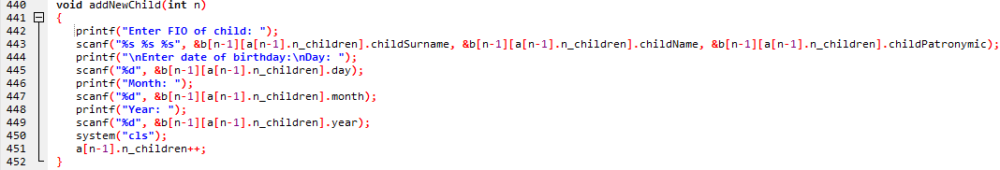 440 void addNewChild(int n)
441 {
442 printf("Enter FIO of child: ");
443 scanf("%s %s %s", &b[n-1][a[n-1].n_children].childSurname, &b[n-1][a[n-1].n_children].childName, &b[n-1][a[n-1].n_children].childPatronymic);
444 printf("\nEnter date of birthday:\nDay: ");
445 scanf("%d", &b[n-1][a[n-1].n_children].day);
446 printf("Month: ");
447 scanf("%d", &b[n-1][a[n-1].n_children].month);
448 printf("Year: ");
449 scanf("%d", &b[n-1][a[n-1].n_children].year);
450 system("cls");
451 a[n-1].n_children++;
452 }